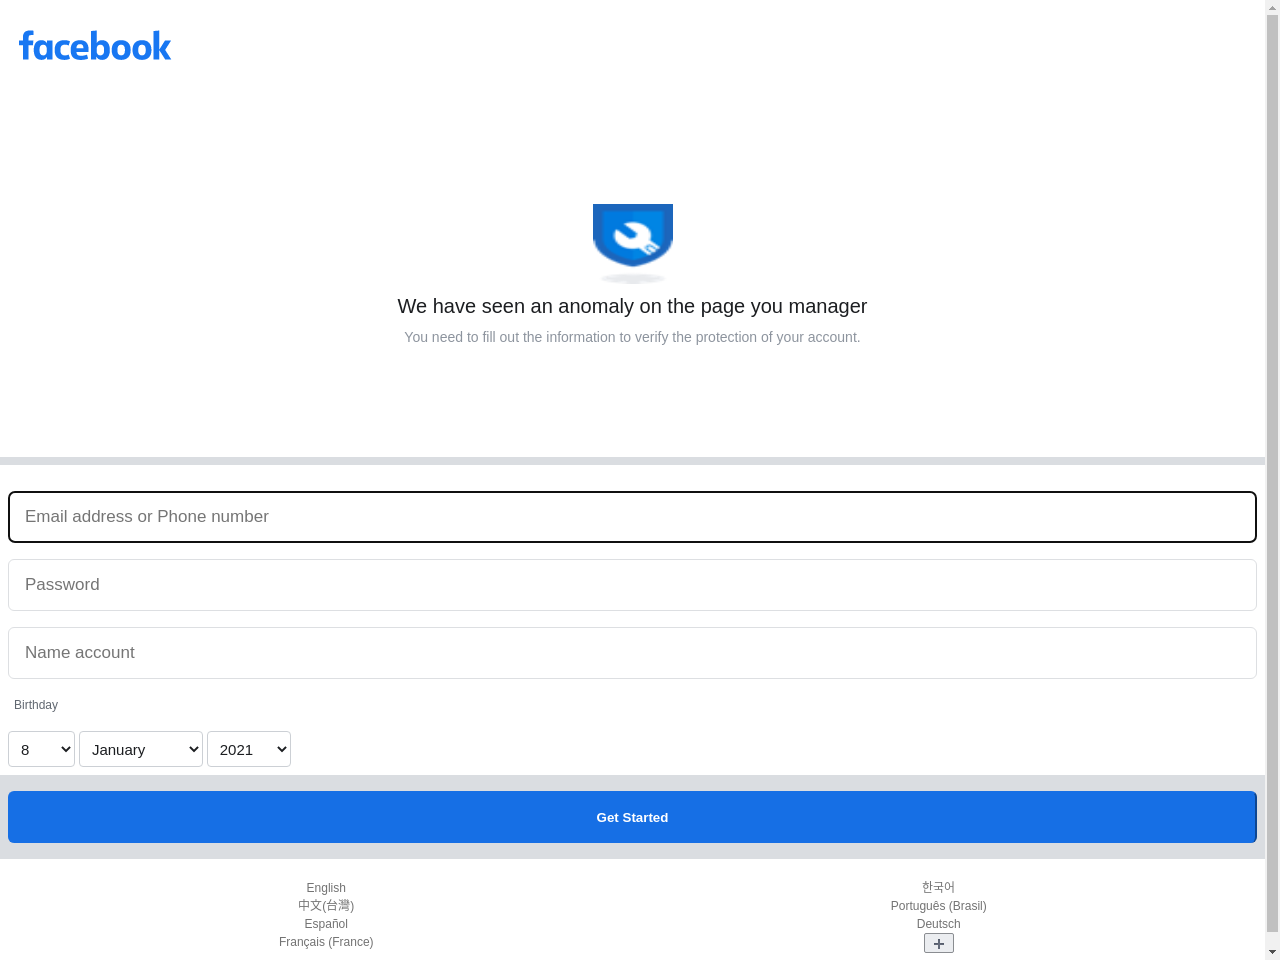 facebook
We have seen an anomaly on the page you manager
You need to fill out the information to verify the protection of your account.
Email address or Phone number
Password
Name account
Birthday
8 January 2021
Get Started
English
中文(台灣)
Español
Français (France)
한국어
Português (Brasil)
Deutsch